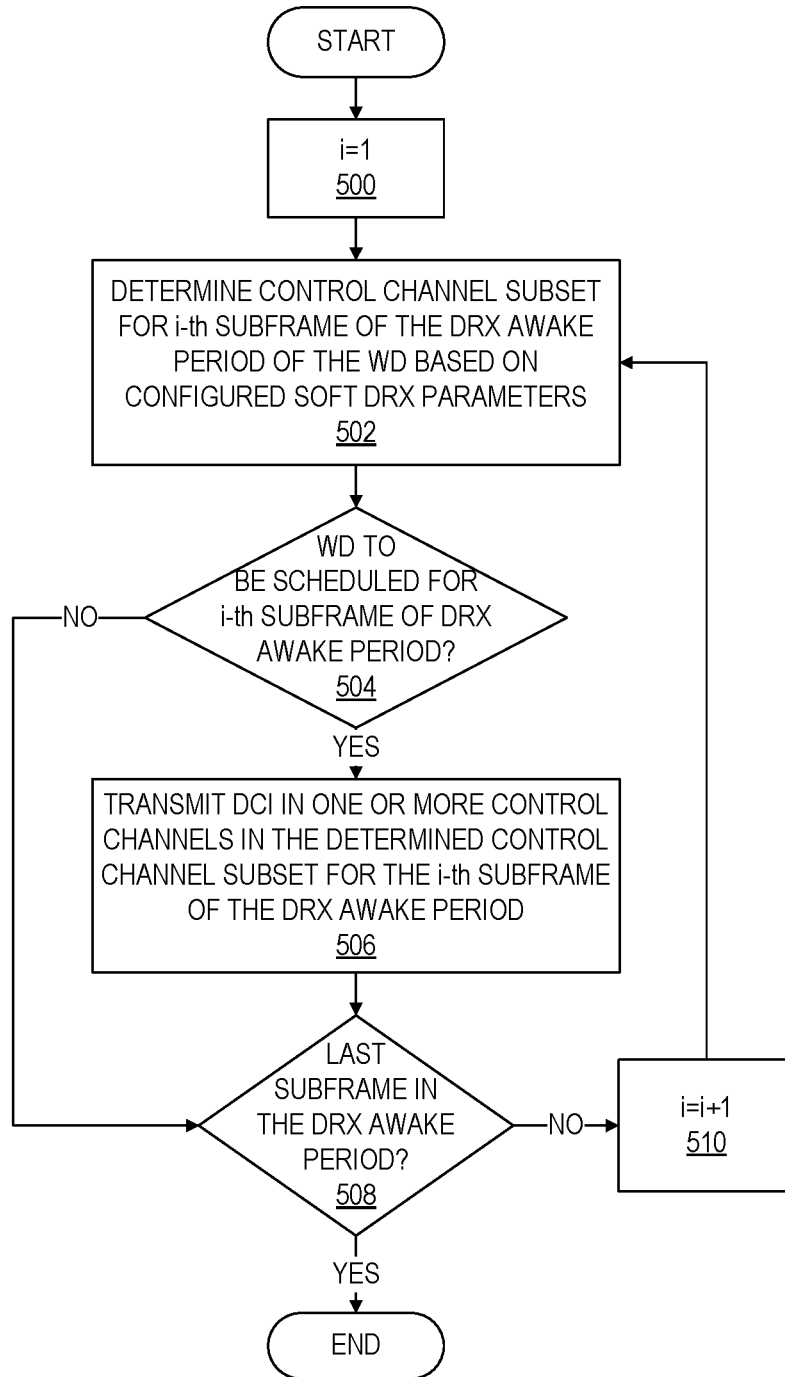 START
i=1
500
DETERMINE CONTROL CHANNEL SUBSET
FOR i-th SUBFRAME OF THE DRX AWAKE
PERIOD OF THE WD BASED ON
CONFIGURED SOFT DRX PARAMETERS
502
WD TO
BE SCHEDULED FOR
i-th SUBFRAME OF DRX
AWAKE PERIOD?
504
NO
YES
TRANSMIT DCI IN ONE OR MORE CONTROL
CHANNELS IN THE DETERMINED CONTROL
CHANNEL SUBSET FOR THE i-th SUBFRAME
OF THE DRX AWAKE PERIOD
506
LAST
SUBFRAME IN
THE DRX AWAKE
PERIOD?
508
NO
i=i+1
510
YES
END